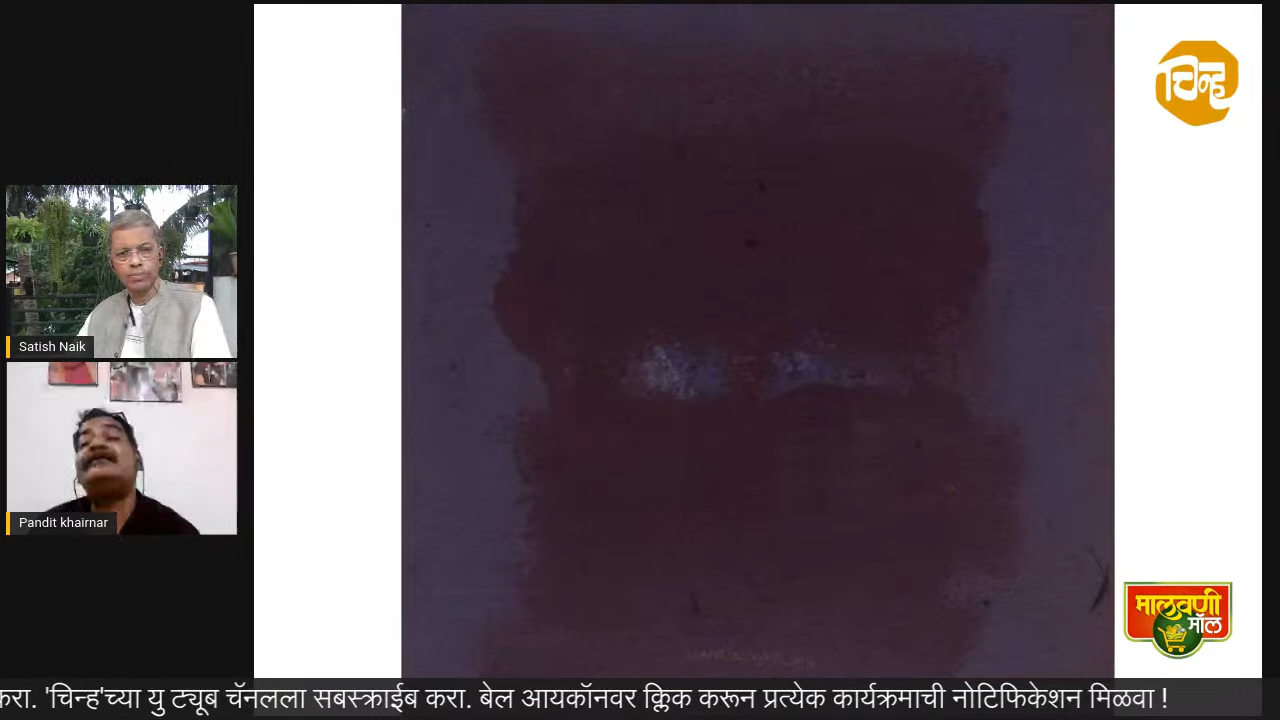 चिन्ह
Satish Naik
Pandit khairnar
मालवणी
मॉल
करा. 'चिन्ह'च्या यु ट्यूब चॅनलला सबस्क्राईब करा. बेल आयकॉनवर क्लिक करून प्रत्येक कार्यक्रमाची नोटिफिकेशन मिळवा !